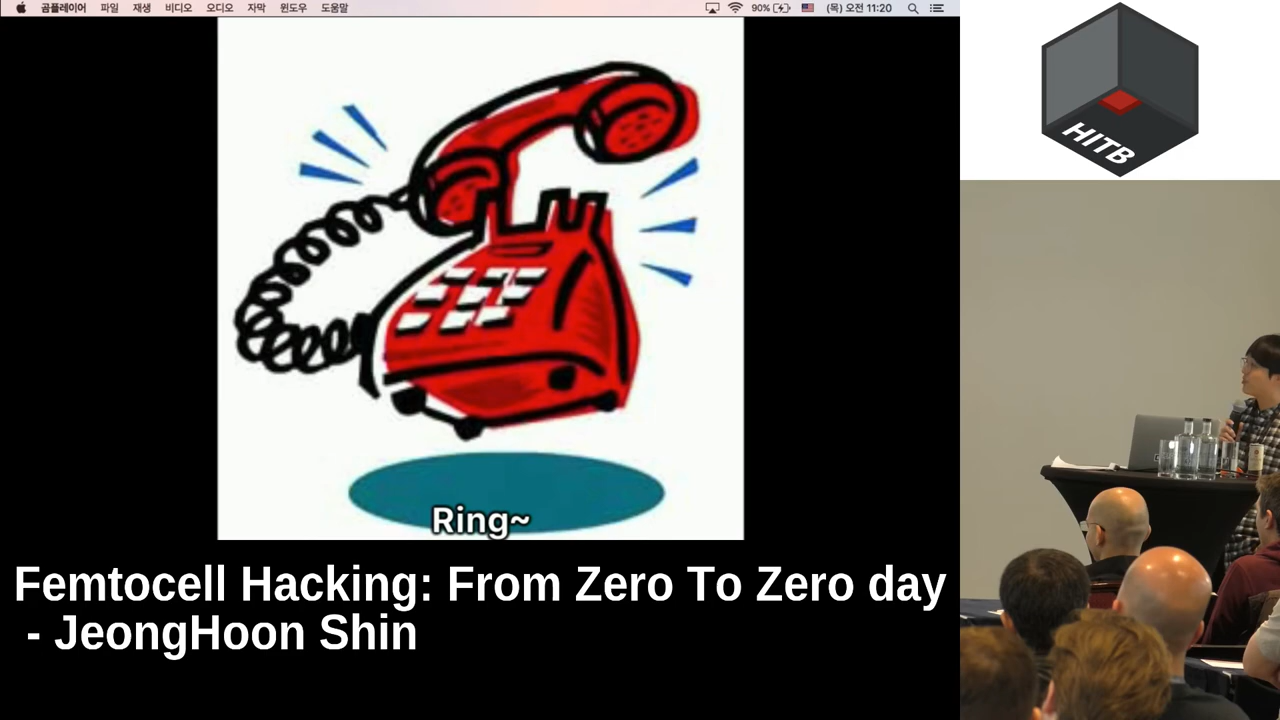 곰플레이어 파일 재생 비디오 오디오 자막 윈도우 도움말 90% (목) 오전 11:20
HITB
Ring~
Femtocell Hacking: From Zero To Zero day
- JeongHoon Shin